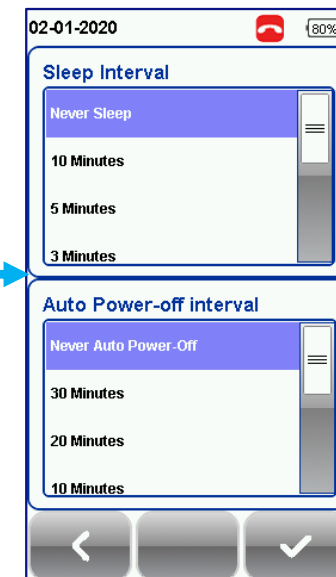 02-01-2020 80%
Sleep Interval
Never Sleep
10 Minutes
5 Minutes
3 Minutes
Auto Power-off interval
Never Auto Power-Off
30 Minutes
20 Minutes
10 Minutes